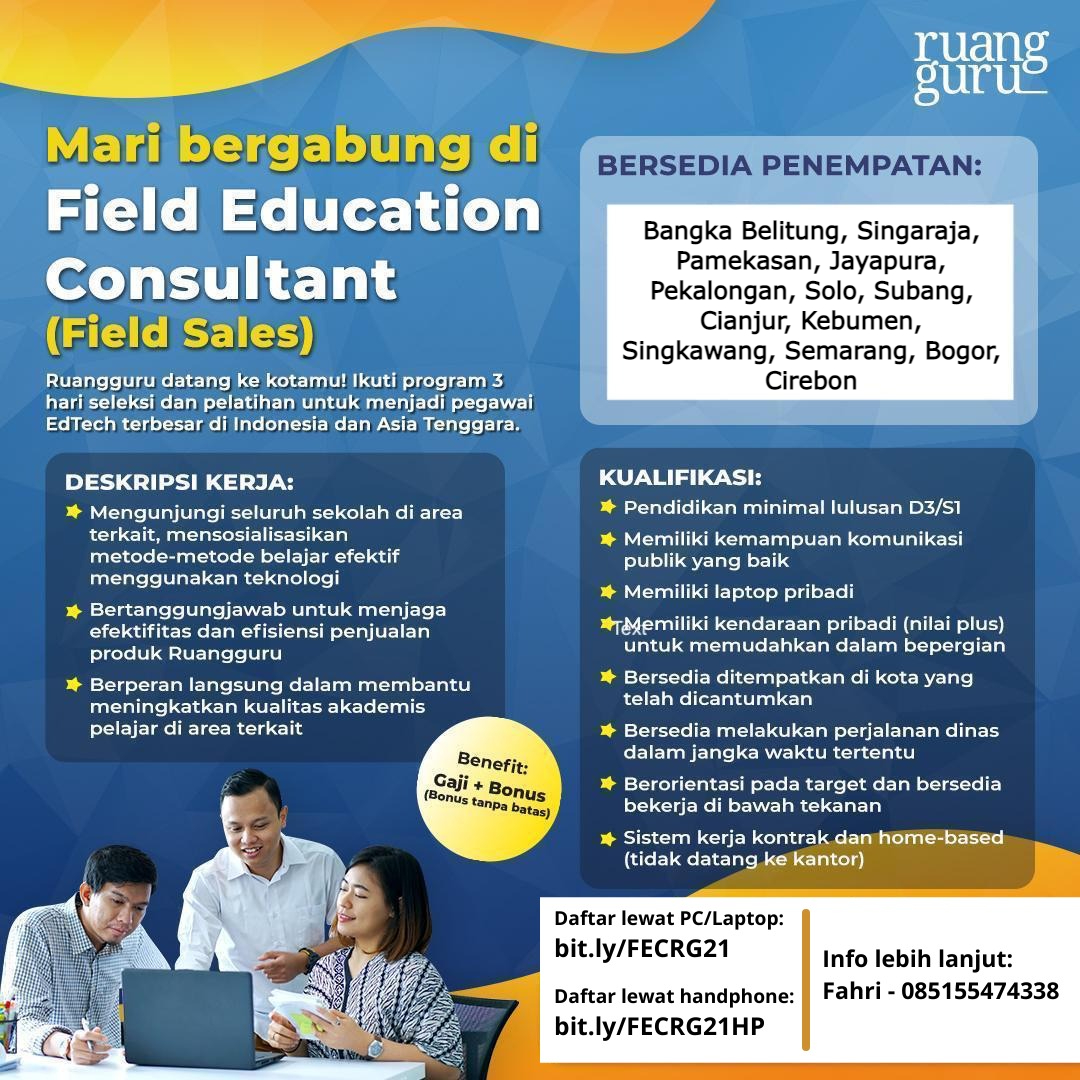 ruang
guru
Mari bergabung di
Field Education
Consultant
(Field Sales)
Ruangguru datang ke kotamu! Ikuti program 3
hari seleksi dan pelatihan untuk menjadi pegawai
EdTech terbesar di Indonesia dan Asia Tenggara.
BERSEDIA PENEMPATAN:
Bangka Belitung, Singaraja,
Pamekasan, Jayapura,
Pekalongan, Solo, Subang,
Cianjur, Kebumen,
Singkawang, Semarang, Bogor,
Cirebon
DESKRIPSI KERJA:
Mengunjungi seluruh sekolah di area
terkait, mensosialisasikan
metode-metode belajar efektif
menggunakan teknologi
Bertanggungjawab untuk menjaga
efektifitas dan efisiensi penjualan
produk Ruangguru
Berperan langsung dalam membantu
meningkatkan kualitas akademis
pelajar di area terkait
Benefit:
Gaji + Bonus
(Bonus tanpa batas)
KUALIFIKASI:
Pendidikan minimal lulusan D3/S1
Memiliki kemampuan komunikasi
publik yang baik
Memiliki laptop pribadi
Memiliki kendaraan pribadi (nilai plus)
Text
untuk memudahkan dalam bepergian
Bersedia ditempatkan di kota yang
telah dicantumkan
Bersedia melakukan perjalanan dinas
dalam jangka waktu tertentu
Berorientasi pada target dan bersedia
bekerja di bawah tekanan
Sistem kerja kontrak dan home-based
(tidak datang ke kantor)
Daftar lewat PC/Laptop:
bit.ly/FECRG21
Daftar lewat handphone:
bit.ly/FECRG21HP
Info lebih lanjut:
Fahri - 085155474338